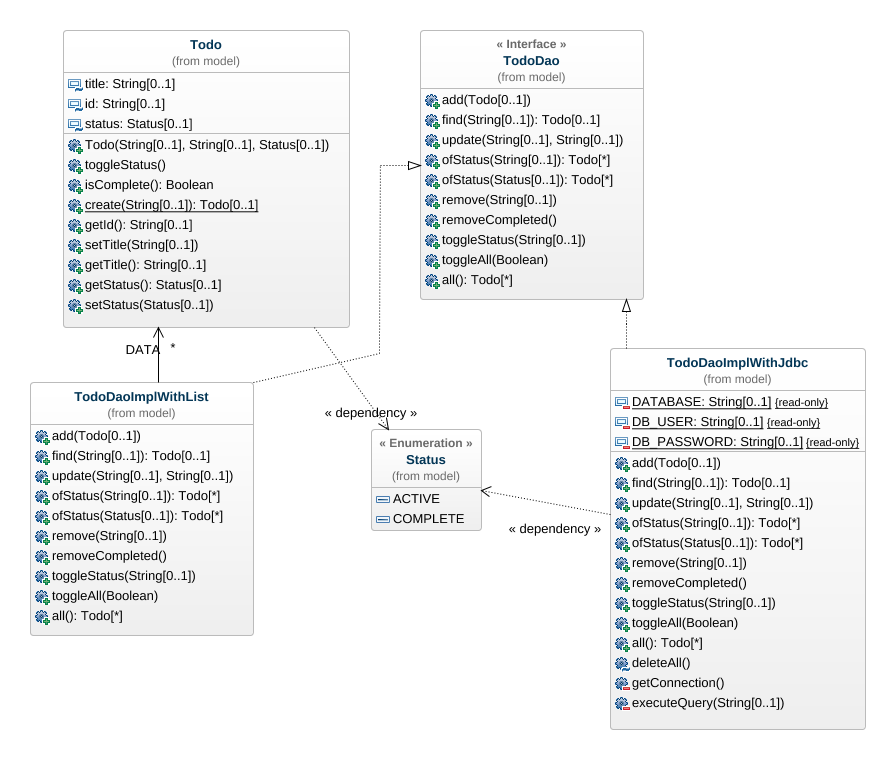 Todo
(from model)
title: String[0..1]
id: String[0..1]
status: Status[0..1]
Todo(String[0..1], String[0..1], Status[0..1])
toggleStatus()
isComplete(): Boolean
create(String[0..1]): Todo[0..1]
getId(): String[0..1]
setTitle(String[0..1])
getTitle(): String[0..1]
getStatus(): Status[0..1]
setStatus(Status[0..1])
« Interface »
TodoDao
(from model)
add(Todo[0..1])
find(String[0..1]): Todo[0..1]
update(String[0..1], String[0..1])
ofStatus(String[0..1]): Todo[*]
ofStatus(Status[0..1]): Todo[*]
remove(String[0..1])
removeCompleted()
toggleStatus(String[0..1])
toggleAll(Boolean)
all(): Todo[*]
DATA *
TodoDaoImplWithList
(from model)
add(Todo[0..1])
find(String[0..1]): Todo[0..1]
update(String[0..1], String[0..1])
ofStatus(String[0..1]): Todo[*]
ofStatus(Status[0..1]): Todo[*]
remove(String[0..1])
removeCompleted()
toggleStatus(String[0..1])
toggleAll(Boolean)
all(): Todo[*]
« dependency »
« Enumeration »
Status
(from model)
ACTIVE
COMPLETE
« dependency »
TodoDaoImplWithJdbc
(from model)
DATABASE: String[0..1] {read-only}
DB_USER: String[0..1] {read-only}
DB_PASSWORD: String[0..1] {read-only}
add(Todo[0..1])
find(String[0..1]): Todo[0..1]
update(String[0..1], String[0..1])
ofStatus(String[0..1]): Todo[*]
ofStatus(Status[0..1]): Todo[*]
remove(String[0..1])
removeCompleted()
toggleStatus(String[0..1])
toggleAll(Boolean)
all(): Todo[*]
deleteAll()
getConnection()
executeQuery(String[0..1])